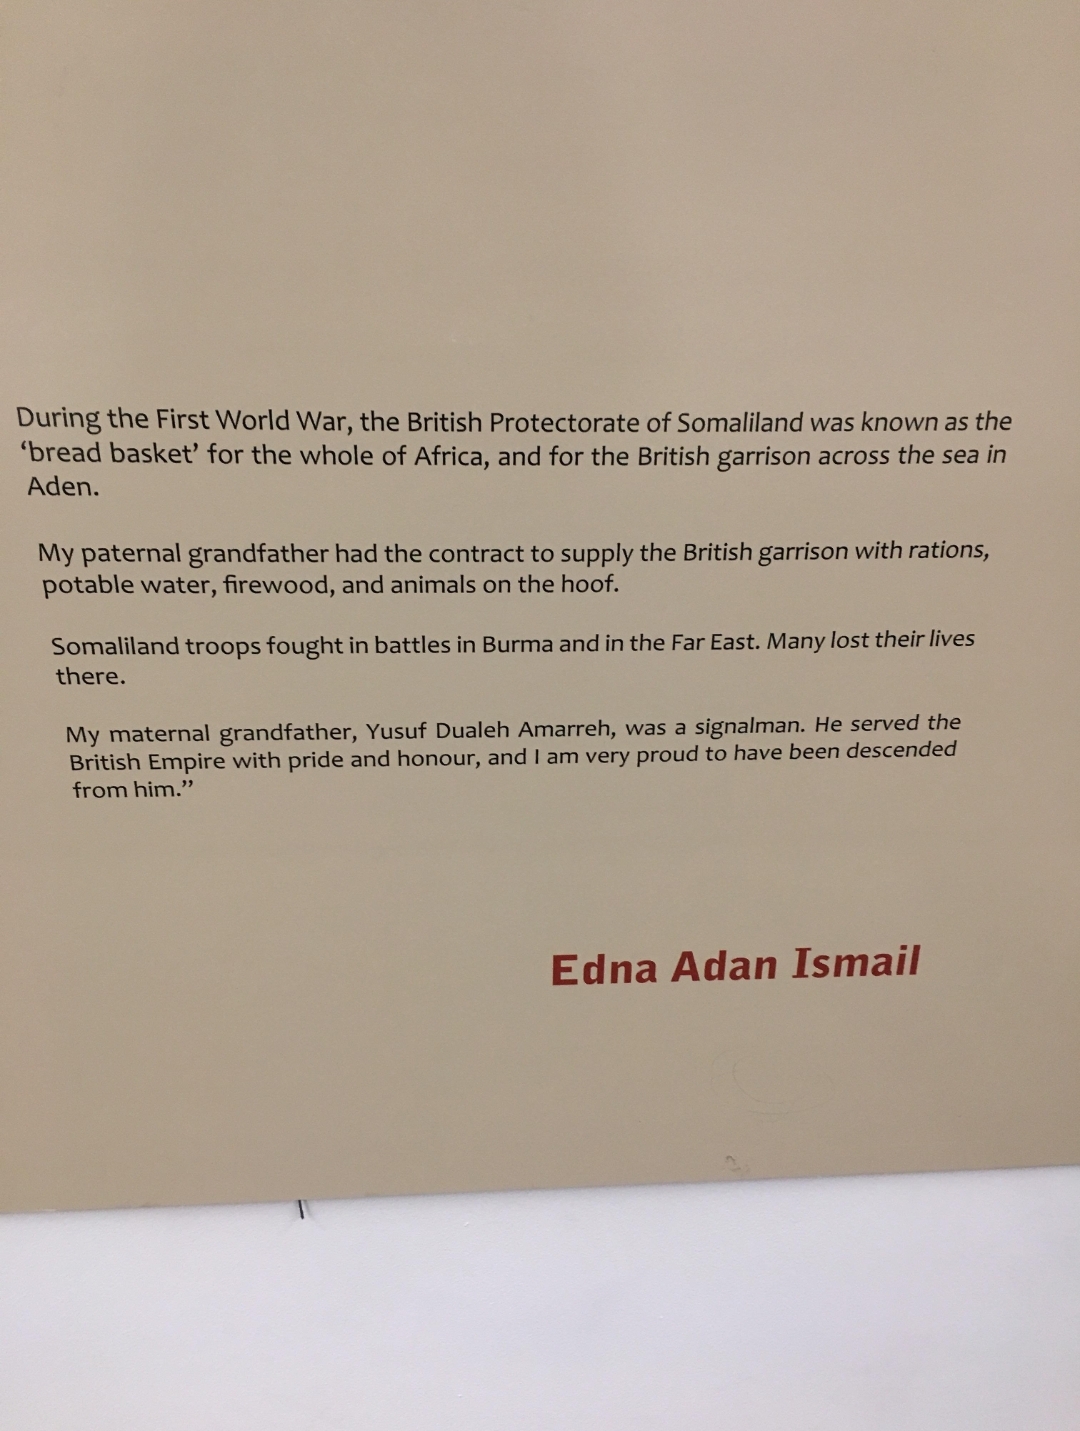 During the First World War, the British Protectorate of Somaliland was known as the
‘bread basket’ for the whole of Africa, and for the British garrison across the sea in
Aden.
My paternal grandfather had the contract to supply the British garrison with rations,
potable water, firewood, and animals on the hoof.
Somaliland troops fought in battles in Burma and in the Far East. Many lost their lives
there.
My maternal grandfather, Yusuf Dualeh Amarreh, was a signalman. He served the
British Empire with pride and honour, and I am very proud to have been descended
from him.”
Edna Adan Ismail